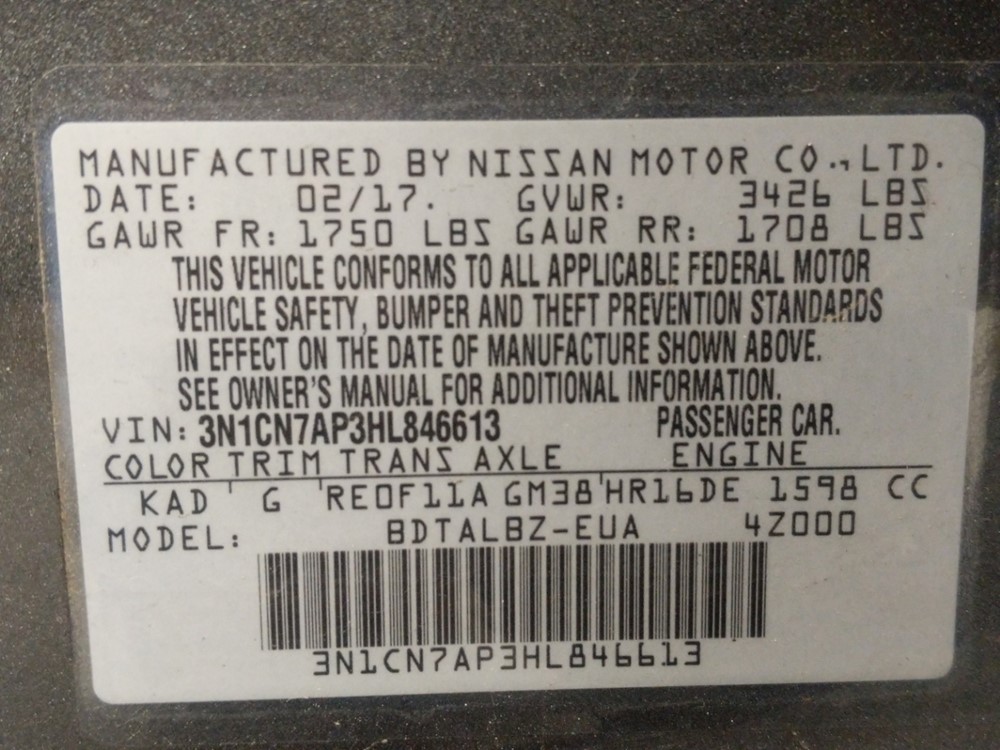 MANUFACTURED BY NISSAN MOTOR CO., LTD.
DATE: 02/17. GVWR: 3426 LBS
GAWR FR: 1750 LBS GAWR RR: 1708 LBS
THIS VEHICLE CONFORMS TO ALL APPLICABLE FEDERAL MOTOR
VEHICLE SAFETY, BUMPER AND THEFT PREVENTION STANDARDS
IN EFFECT ON THE DATE OF MANUFACTURE SHOWN ABOVE.
SEE OWNER'S MANUAL FOR ADDITIONAL INFORMATION.
VIN: 3N1CN7AP3HL846613 PASSENGER CAR.
COLOR TRIM TRANS AXLE ENGINE
KAD G RE0F11A GM38 HR16DE 1598 CC
MODEL: BDTALBZ-EUA 4Z000
3N1CN7AP3HL846613